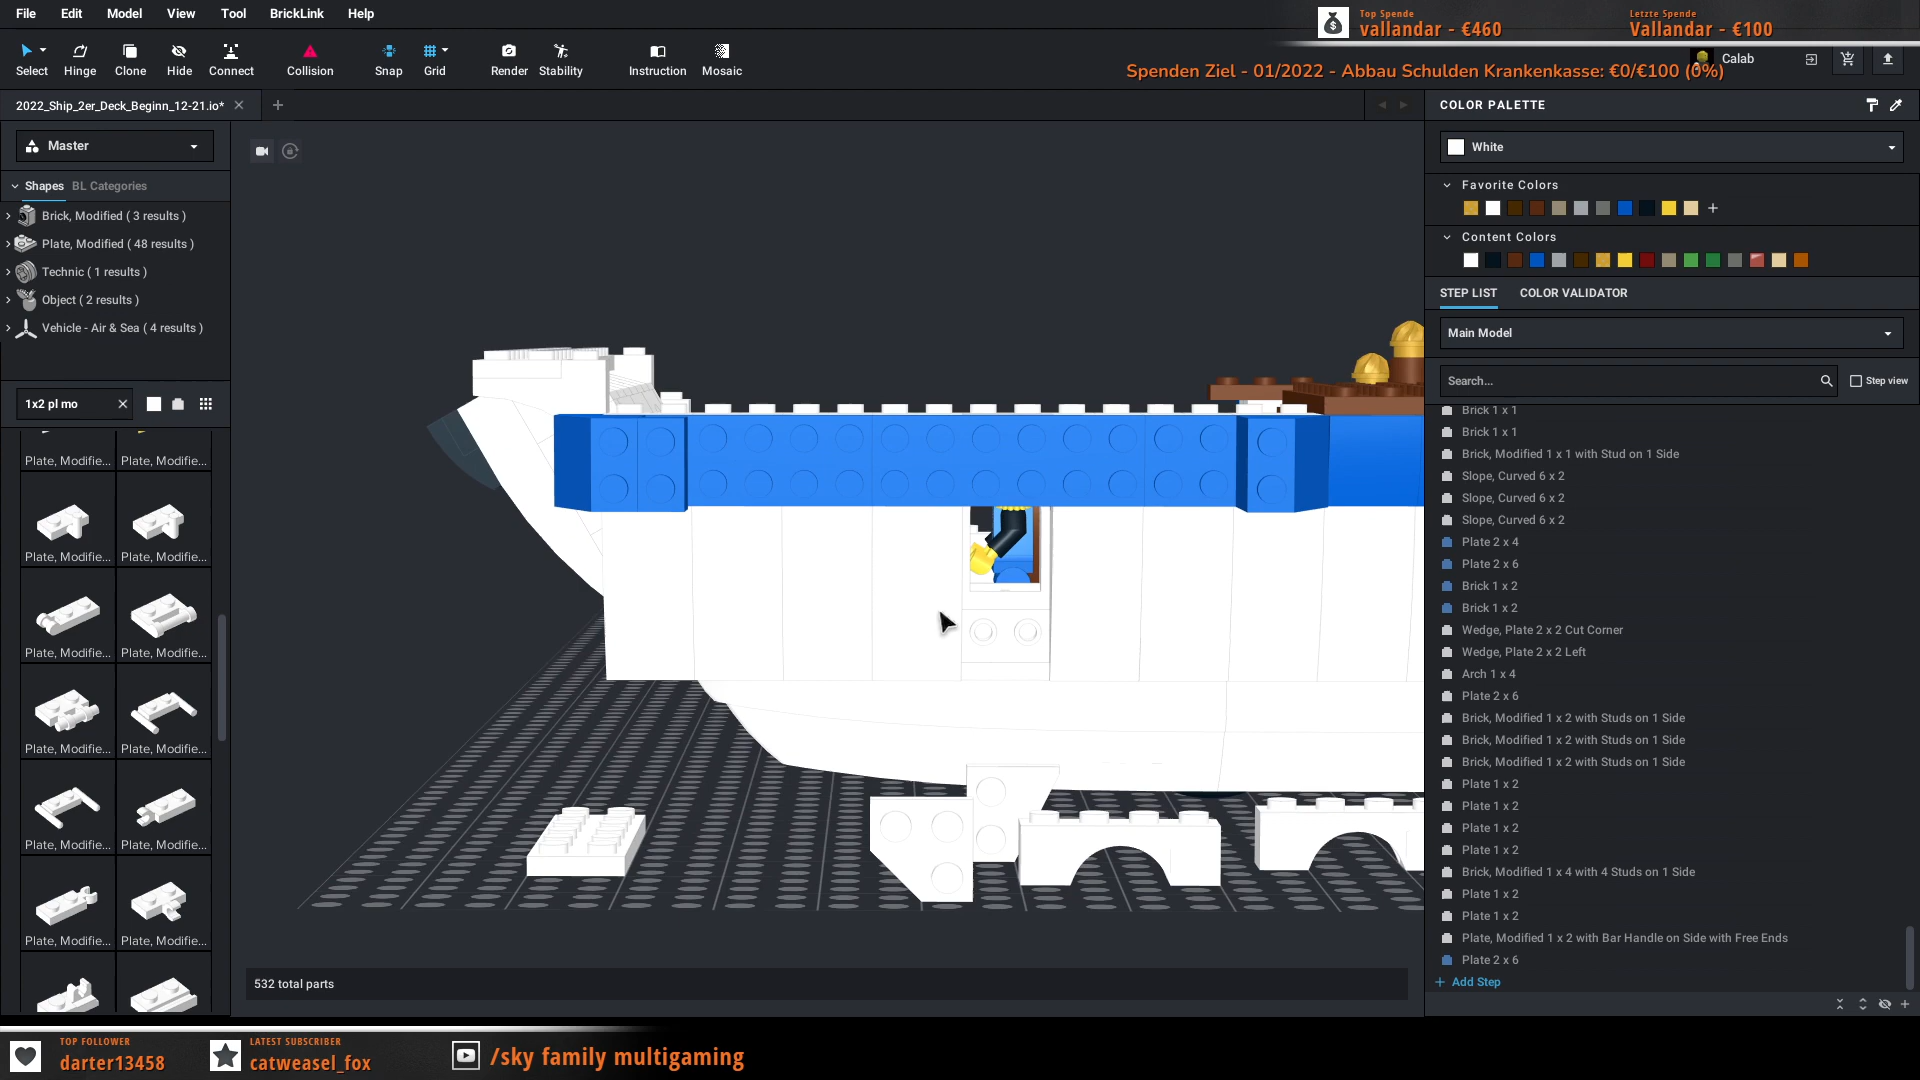 File Edit Model View Tool BrickLink Help
Top Spende
vallandar - €460
Letzte Spende
Vallandar - €100
Select Hinge Clone Hide Connect Collision Snap Grid Render Stability Instruction Mosaic
Calab
Spenden Ziel - 01/2022 - Abbau Schulden Krankenkasse: €0/€100 (0%)
2022_Ship_2er_Deck_Beginn_12-21.io*
Master
Shapes BL Categories
Brick, Modified ( 3 results )
Plate, Modified ( 48 results )
Technic ( 1 results )
Object ( 2 results )
Vehicle - Air & Sea ( 4 results )
1x2 pl mo
Plate, Modifie... Plate, Modifie...
Plate, Modifie... Plate, Modifie...
Plate, Modifie... Plate, Modifie...
Plate, Modifie... Plate, Modifie...
Plate, Modifie... Plate, Modifie...
Plate, Modifie... Plate, Modifie...
532 total parts
COLOR PALETTE
White
Favorite Colors
Content Colors
STEP LIST COLOR VALIDATOR
Main Model
Search...
Step view
Brick 1 x 1
Brick 1 x 1
Brick, Modified 1 x 1 with Stud on 1 Side
Slope, Curved 6 x 2
Slope, Curved 6 x 2
Slope, Curved 6 x 2
Plate 2 x 4
Plate 2 x 6
Brick 1 x 2
Brick 1 x 2
Wedge, Plate 2 x 2 Cut Corner
Wedge, Plate 2 x 2 Left
Arch 1 x 4
Plate 2 x 6
Brick, Modified 1 x 2 with Studs on 1 Side
Brick, Modified 1 x 2 with Studs on 1 Side
Brick, Modified 1 x 2 with Studs on 1 Side
Plate 1 x 2
Plate 1 x 2
Plate 1 x 2
Plate 1 x 2
Brick, Modified 1 x 4 with 4 Studs on 1 Side
Plate 1 x 2
Plate 1 x 2
Plate, Modified 1 x 2 with Bar Handle on Side with Free Ends
Plate 2 x 6
+ Add Step
TOP FOLLOWER
darter13458
LATEST SUBSCRIBER
catweasel_fox
/sky family multigaming